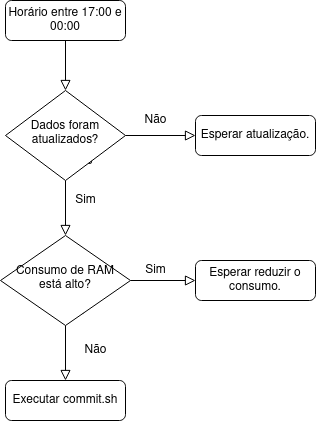 Horário entre 17:00 e
00:00
Dados foram
atualizados?
Não
Esperar atualização.
Sim
Consumo de RAM
está alto?
Sim
Esperar reduzir o
consumo.
Não
Executar commit.sh